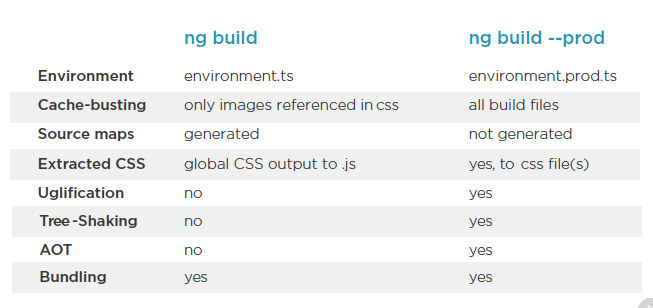 ng build ng build --prod
Environment environment.ts environment.prod.ts
Cache-busting only images referenced in css all build files
Source maps generated not generated
Extracted CSS global CSS output to .js yes, to css file(s)
Uglification no yes
Tree-Shaking no yes
AOT no yes
Bundling yes yes